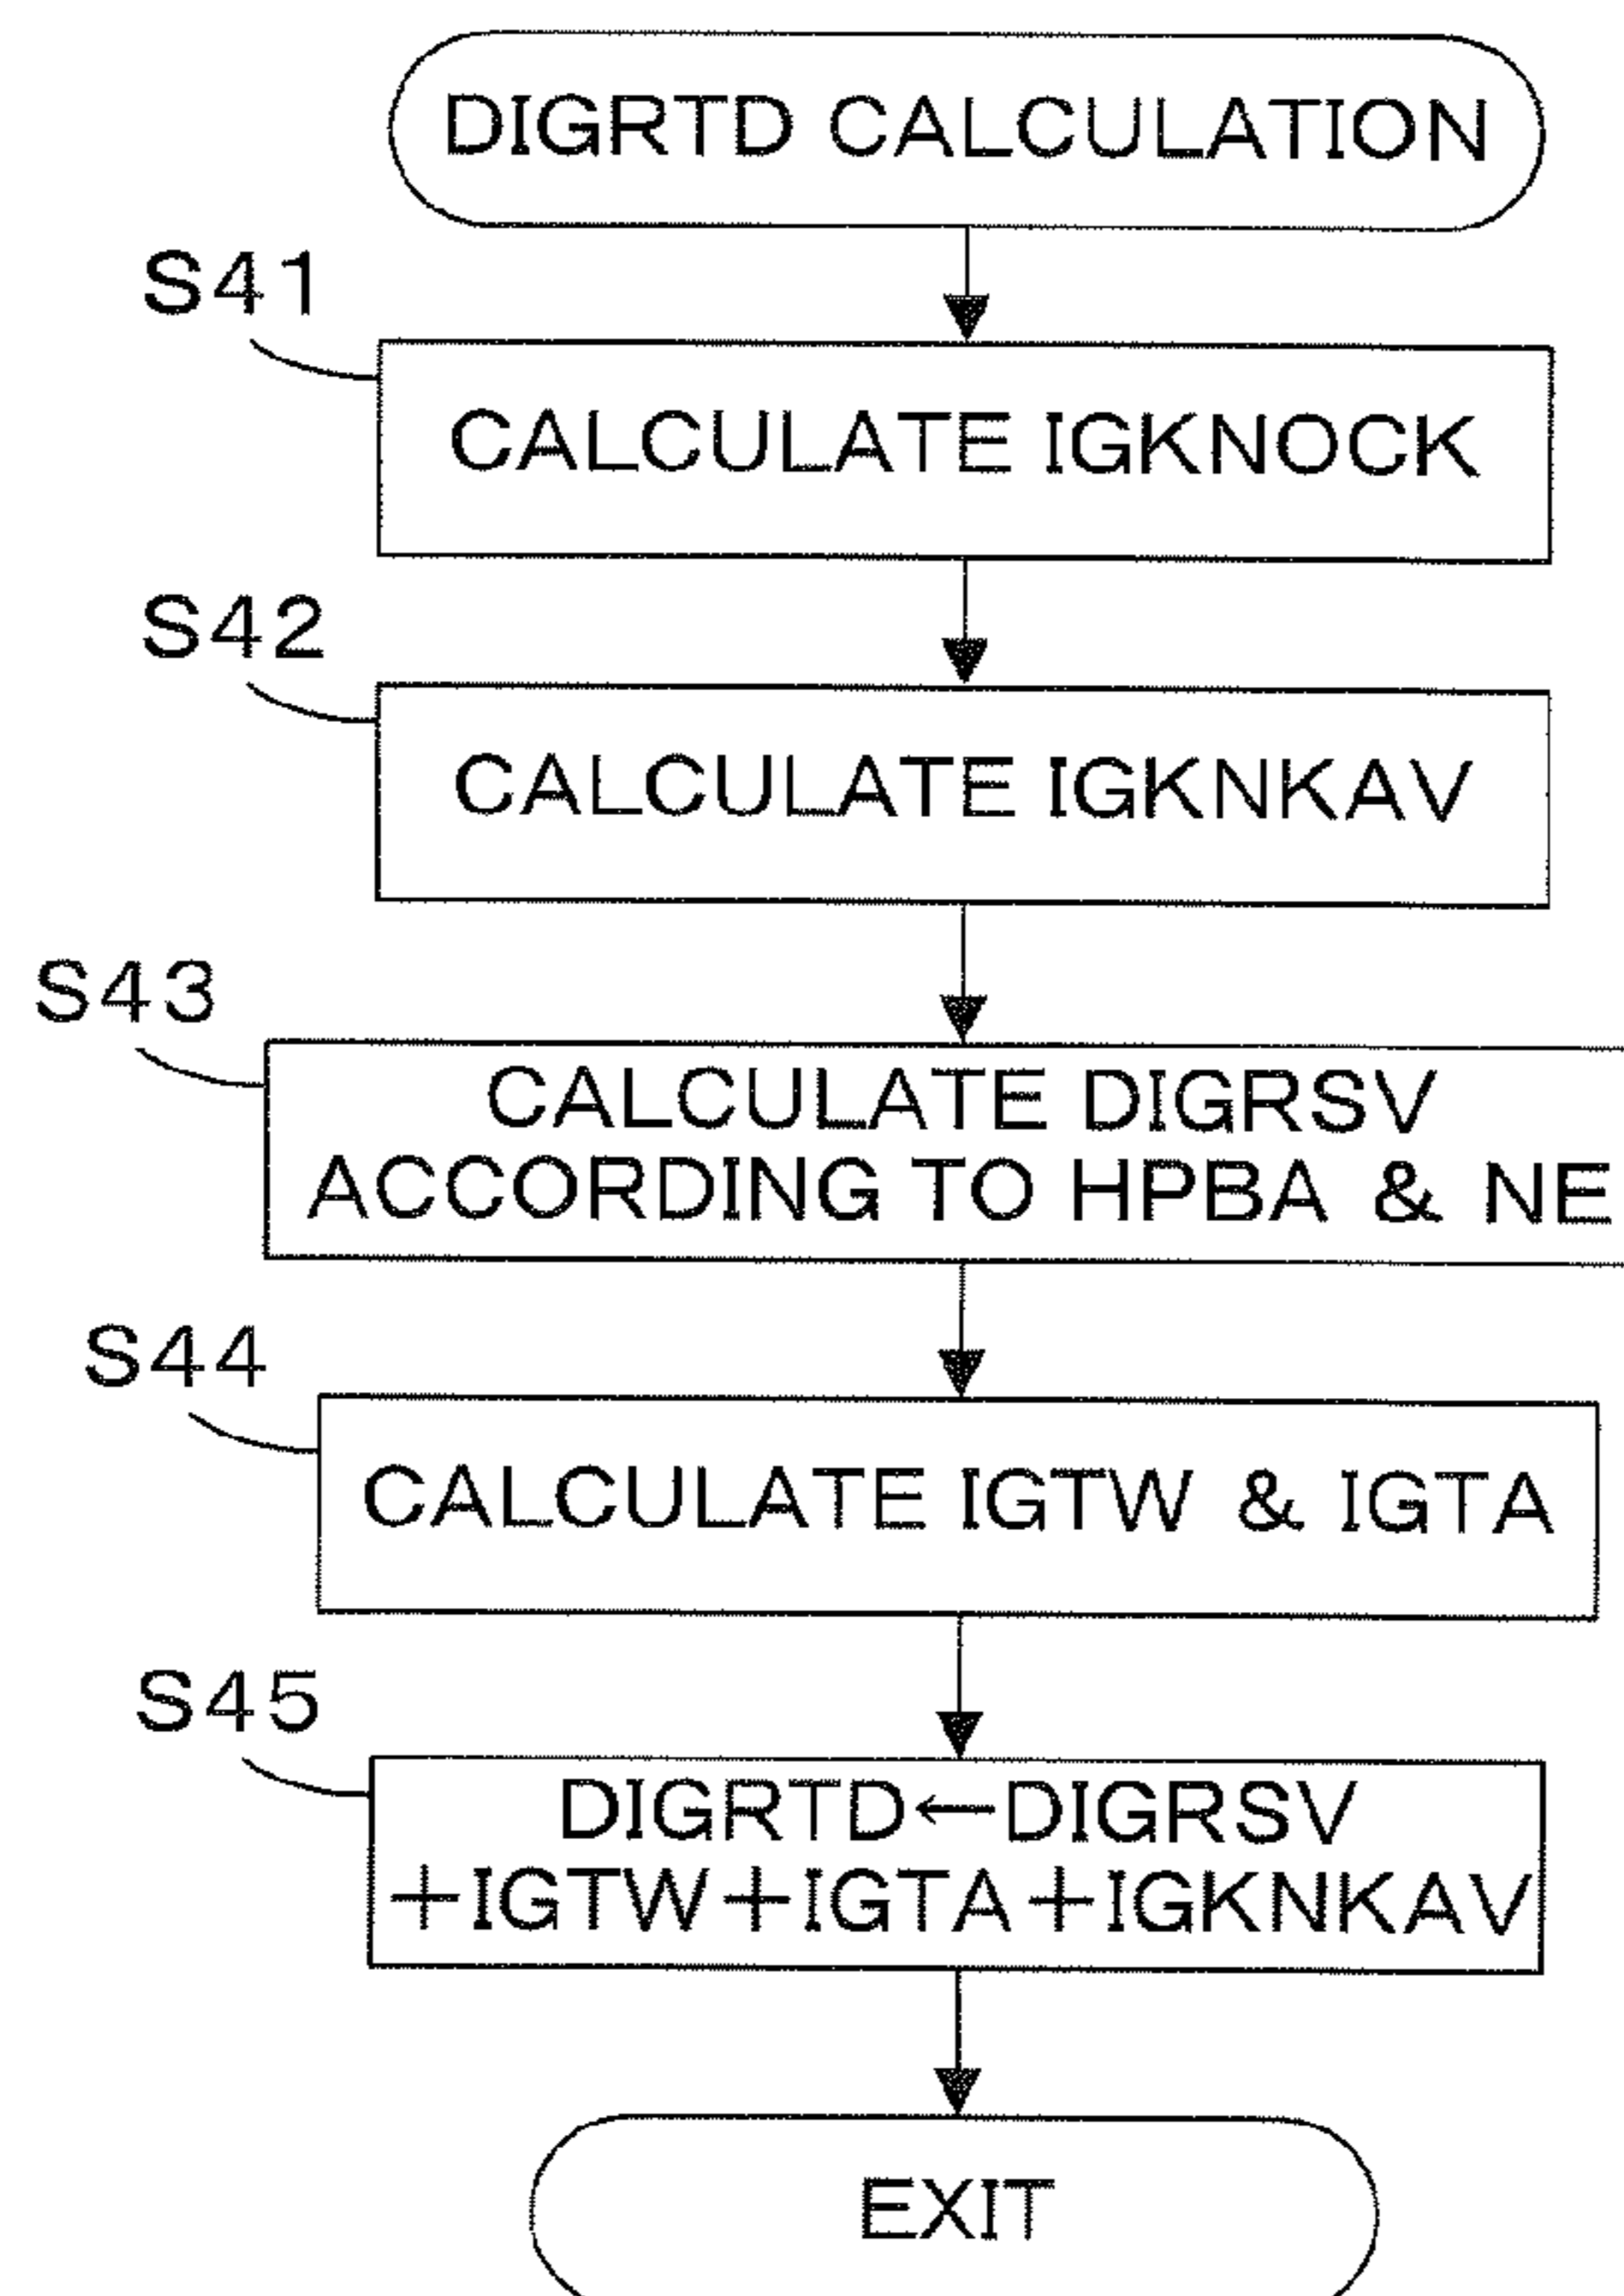 DIGRTD CALCULATION
S41
CALCULATE IGKNOCK
S42
CALCULATE IGKNKAV
S43
CALCULATE DIGRSV
ACCORDING TO HPBA & NE
S44
CALCULATE IGTW & IGTA
S45
DIGRTD←DIGRSV
+IGTW+IGTA+IGKNKAV
EXIT